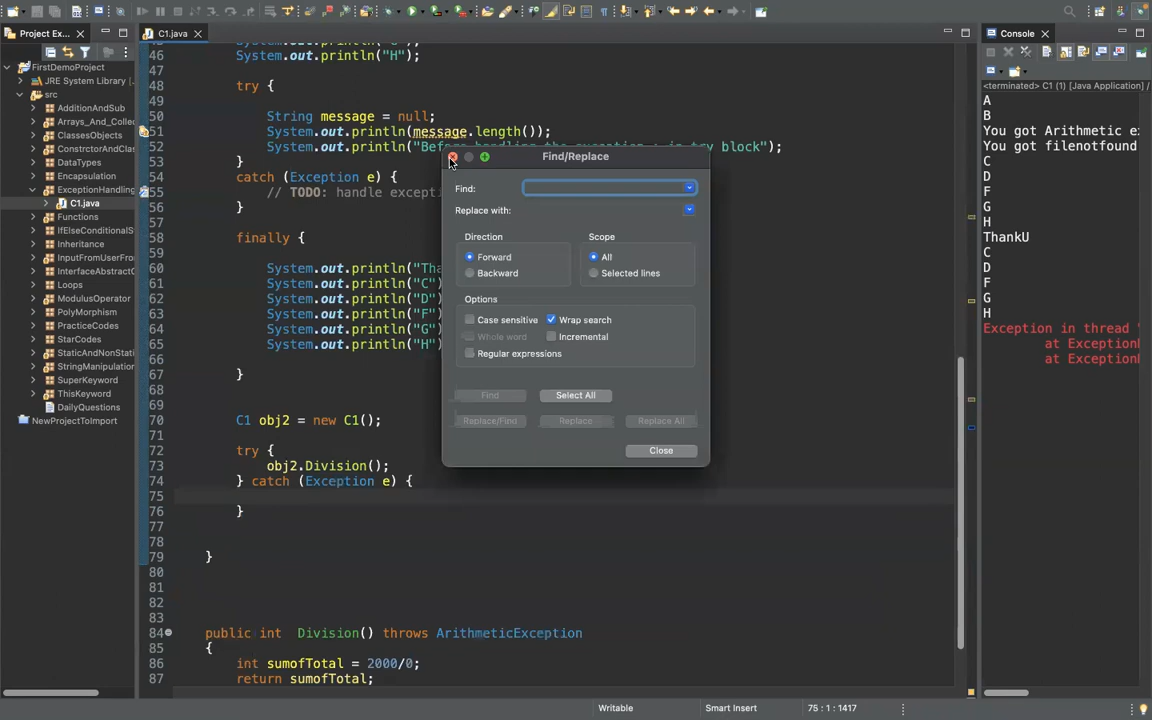 Project Ex...
FirstDemoProject
JRE System Library [
src
AdditionAndSub
Arrays_And_Collec
ClassesObjects
ConstrctorAndClas
DataTypes
Encapsulation
ExceptionHandling
C1.java
Functions
IfElseConditionalS
Inheritance
InputFromUserFrom
InterfaceAbstractC
Loops
ModulusOperator
PolyMorphism
PracticeCodes
StarCodes
StaticAndNonStati
StringManipulation
SuperKeyword
ThisKeyword
DailyQuestions
NewProjectToImport
C1.java
46 System.out.println("H");
47
48 try {
49
50 String message = null;
51 System.out.println(message.length());
52 System.out.println("Before handling the exception : in try block");
53 }
54 catch (Exception e) {
55 // TODO: handle excepti
56 }
57
58 finally {
59
60 System.out.println("Tha
61 System.out.println("C")
62 System.out.println("D")
63 System.out.println("F")
64 System.out.println("G")
65 System.out.println("H")
66
67 }
68
69
70 C1 obj2 = new C1();
71
72 try {
73 obj2.Division();
74 } catch (Exception e) {
75
76 }
77
78
79 }
80
81
82
83
84 public int Division() throws ArithmeticException
85 {
86 int sumofTotal = 2000/0;
87 return sumofTotal;
Find/Replace
Find:
Replace with:
Direction
Scope
Forward
All
Backward
Selected lines
Options
Case sensitive
Wrap search
Whole word
Incremental
Regular expressions
Find
Select All
Replace/Find
Replace
Replace All
Close
Console
<terminated> C1 (1) [Java Application] /
A
B
You got Arithmetic e
You got filenotfound
C
D
F
G
H
ThankU
C
D
F
G
H
Exception in thread "
at Exception
at Exception
Writable
Smart Insert
75 : 1 : 1417